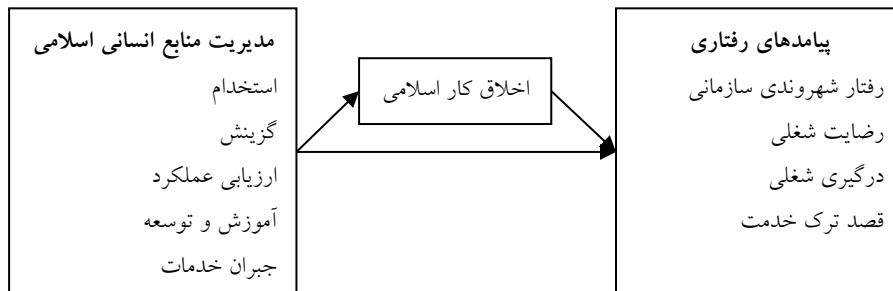 مدیریت منابع انسانی اسلامی
استخدام
گزینش
ارزیابی عملکرد
آموزش و توسعه
جبران خدمات
اخلاق کار اسلامی
پیامدهای رفتاری
رفتار شهروندی سازمانی
رضایت شغلی
درگیری شغلی
قصد ترک خدمت